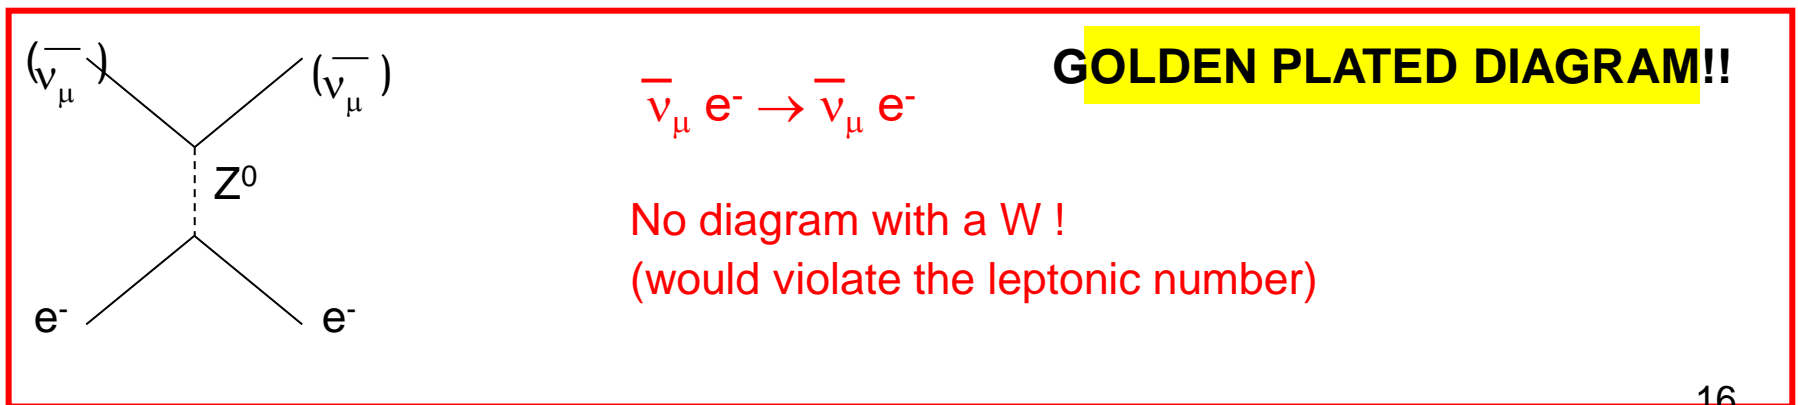 (ν̅μ) (ν̅μ)
GOLDEN PLATED DIAGRAM!!
ν̅μ e- → ν̅μ e-
Z0
No diagram with a W !
(would violate the leptonic number)
e- e-
16